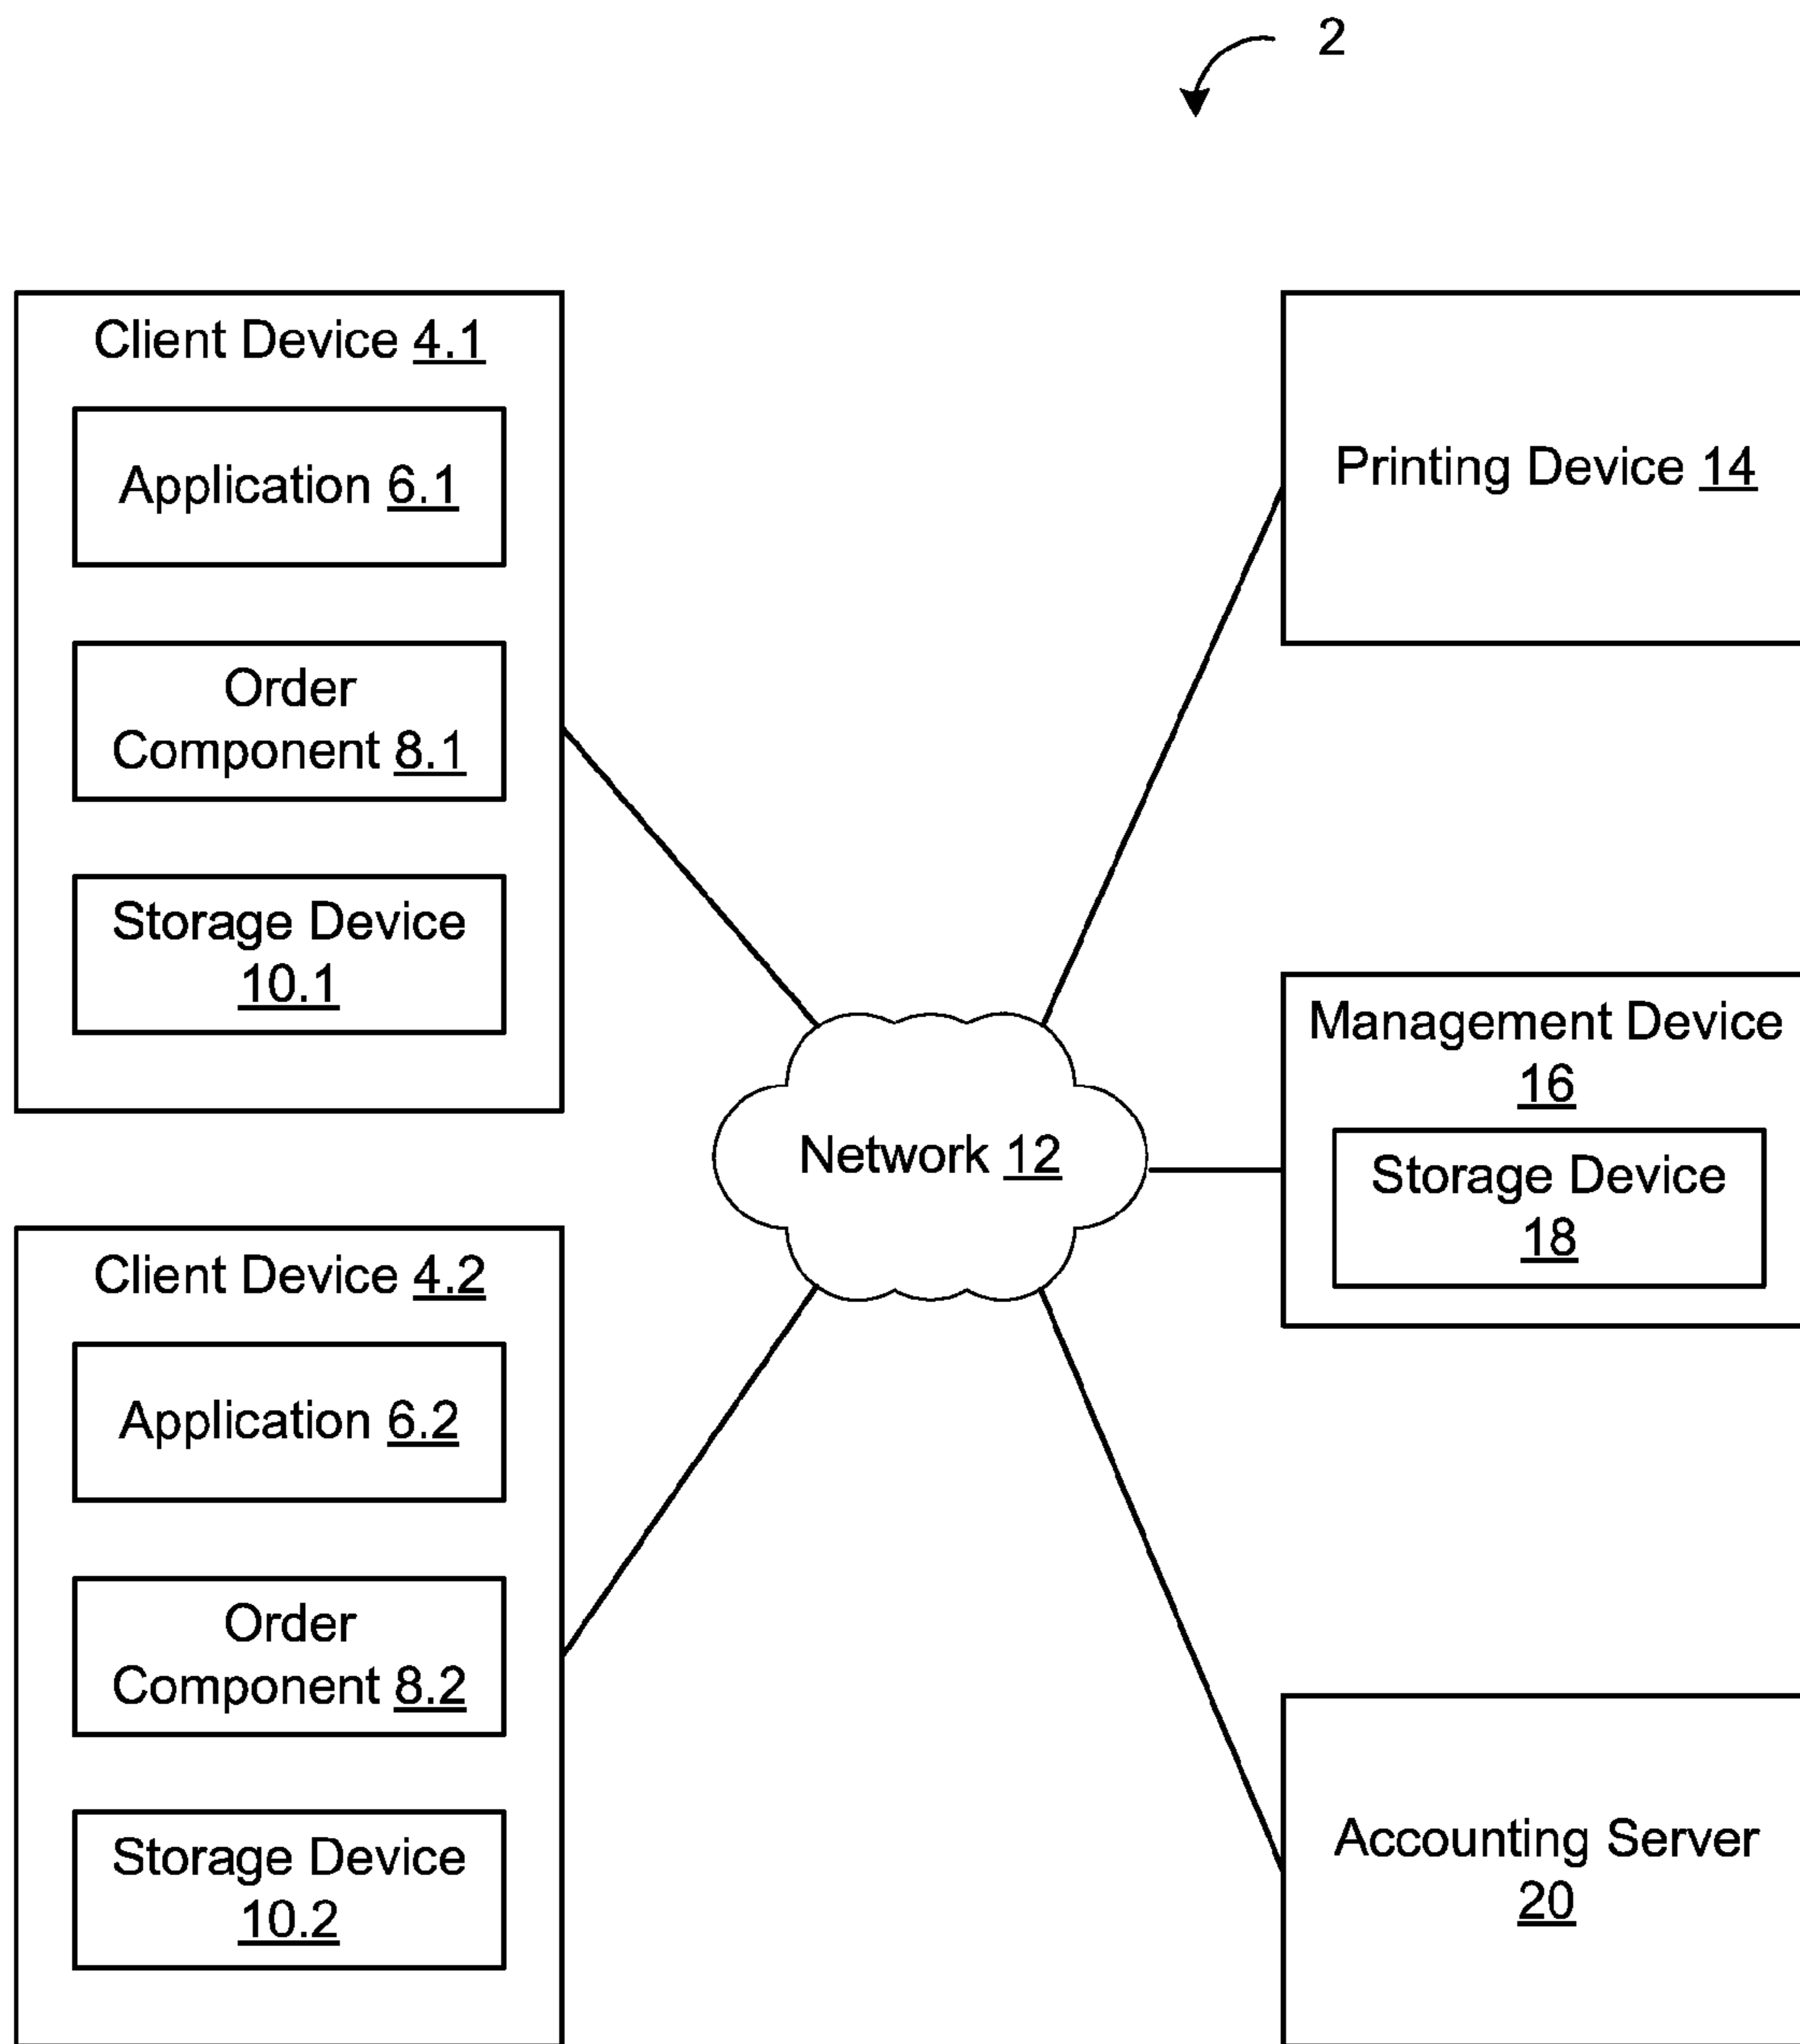 2
Client Device 4.1
Application 6.1
Order
Component 8.1
Storage Device
10.1
Client Device 4.2
Application 6.2
Order
Component 8.2
Storage Device
10.2
Network 12
Printing Device 14
Management Device
16
Storage Device
18
Accounting Server
20